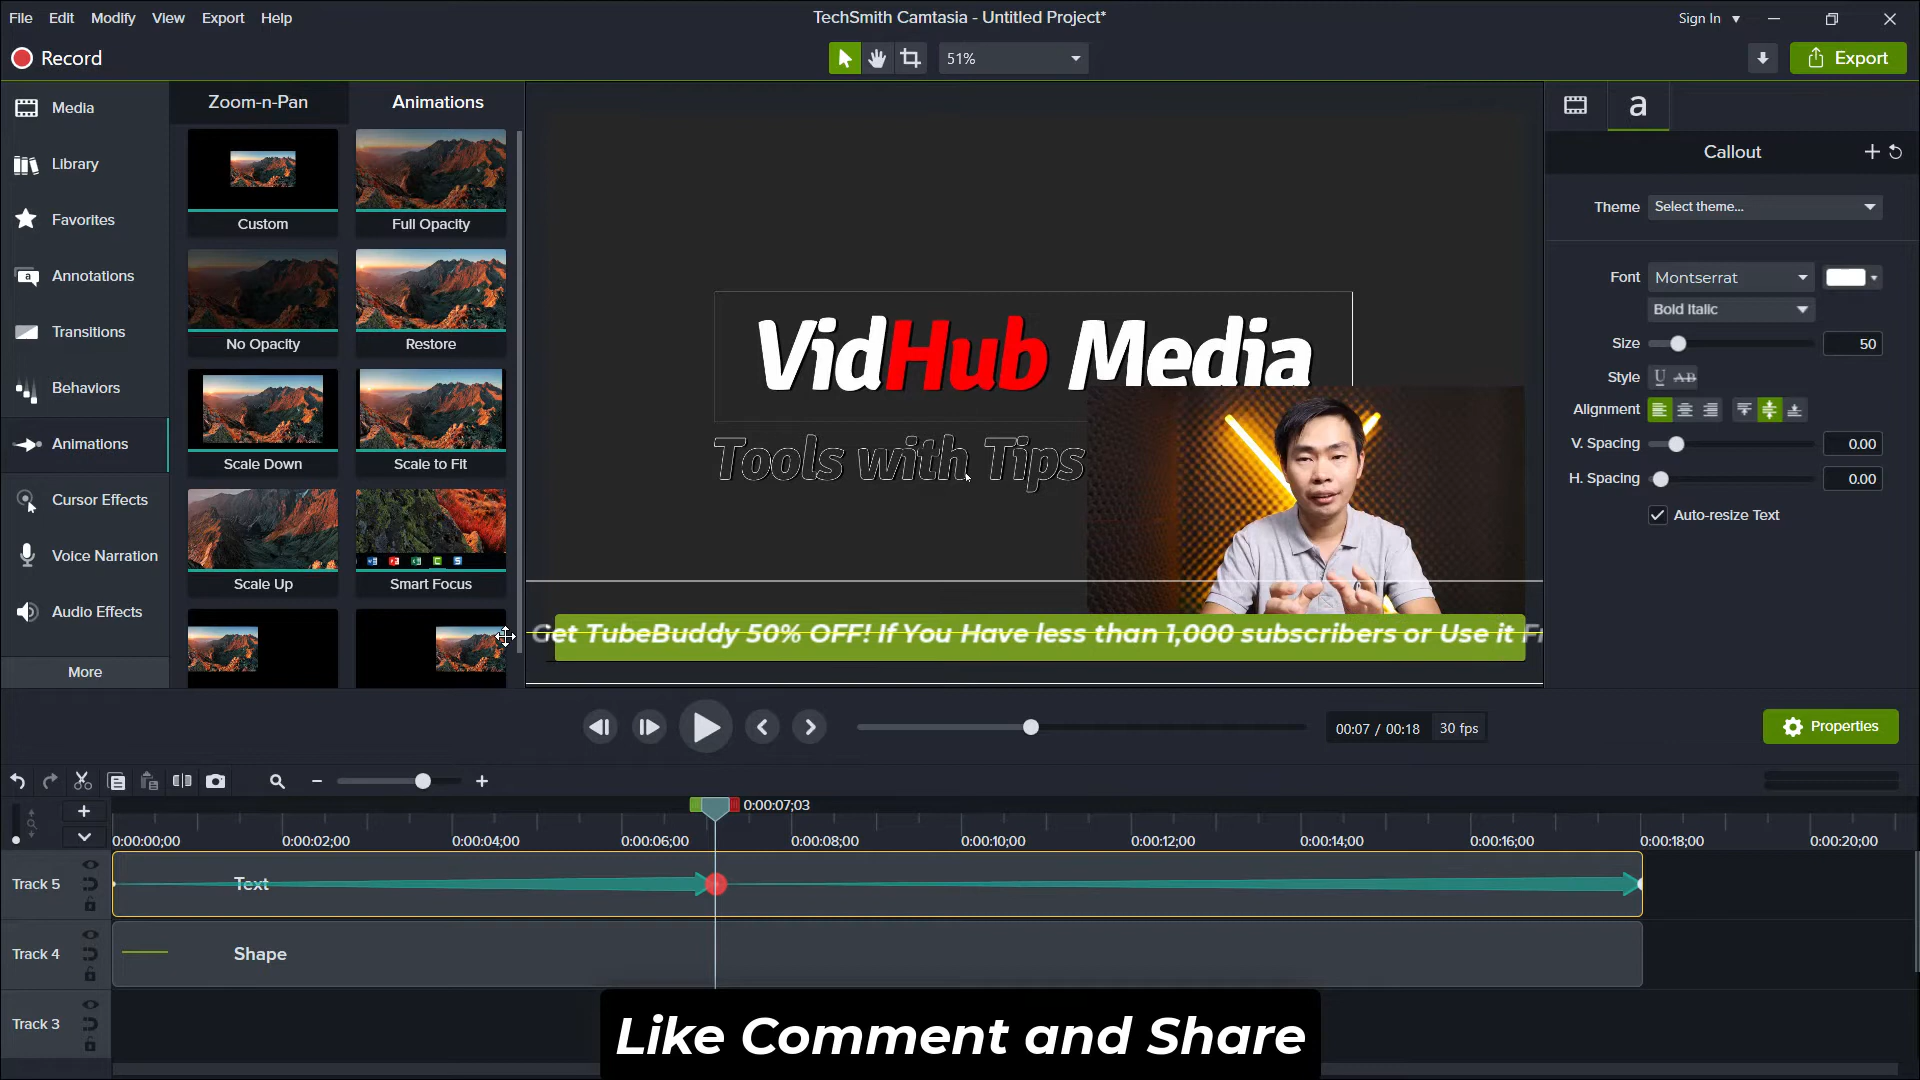 File Edit Modify View Export Help
TechSmith Camtasia - Untitled Project*
Sign In
Record
51%
Export
Media
Library
Favorites
Annotations
Transitions
Behaviors
Animations
Cursor Effects
Voice Narration
Audio Effects
More
Zoom-n-Pan
Animations
Custom
Full Opacity
No Opacity
Restore
Scale Down
Scale to Fit
Scale Up
Smart Focus
VidHub Media
Tools with Tips
Get TubeBuddy 50% OFF! If You Have less than 1,000 subscribers or Use it
a
Callout
Theme Select theme...
Font Montserrat
Bold Italic
Size 50
Style U AB
Alignment
V. Spacing 0.00
H. Spacing 0.00
Auto-resize Text
00:07 / 00:18 30 fps
Properties
0:00:07;03
0:00:00;00 0:00:02;00 0:00:04;00 0:00:06;00 0:00:08;00 0:00:10;00 0:00:12;00 0:00:14;00 0:00:16;00 0:00:18;00 0:00:20;00
Track 5 Text
Track 4 Shape
Track 3
Like Comment and Share